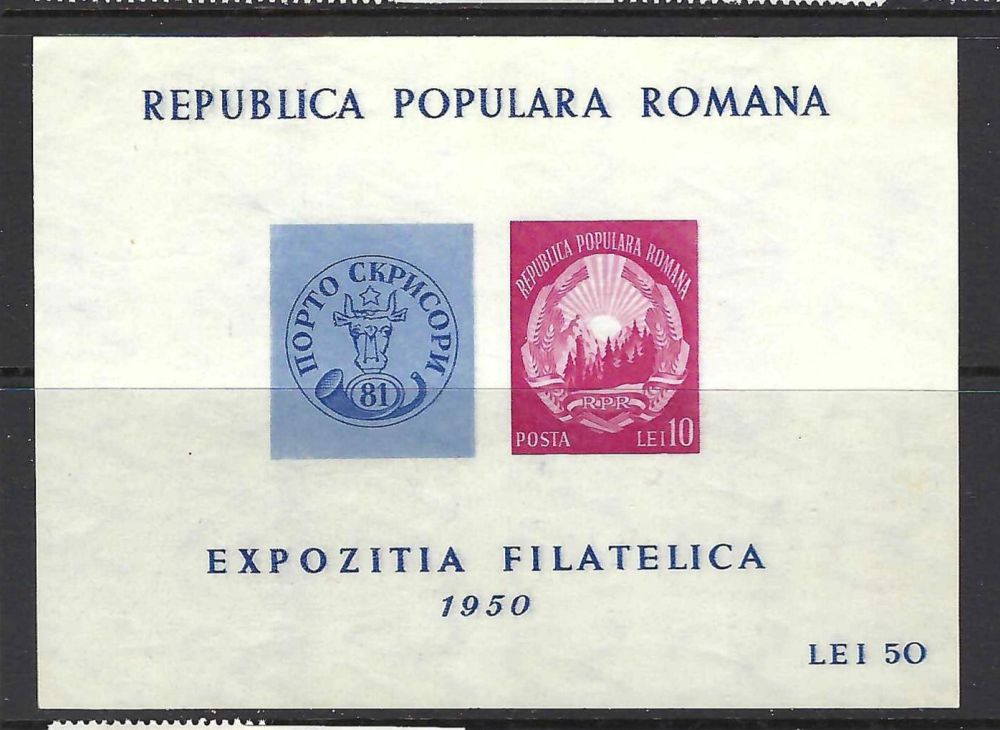 REPUBLICA POPULARA ROMANA
ПОРТО СКРИСОРИ
81
REPUBLICA POPULARA ROMANA
RPR
POSTA LEI 10
EXPOZITIA FILATELICA
1950
LEI 50